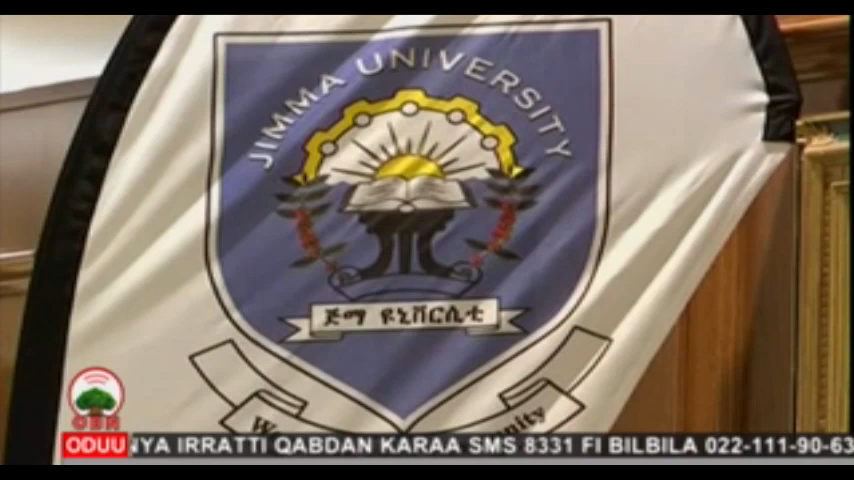 JIMMA UNIVERSITY
ጅማ ዩኒቨርሲቲ
OBN
ODUU
NYA IRRATTI QABDAN KARAA SMS 8331 FI BILBILA 022-111-90-63